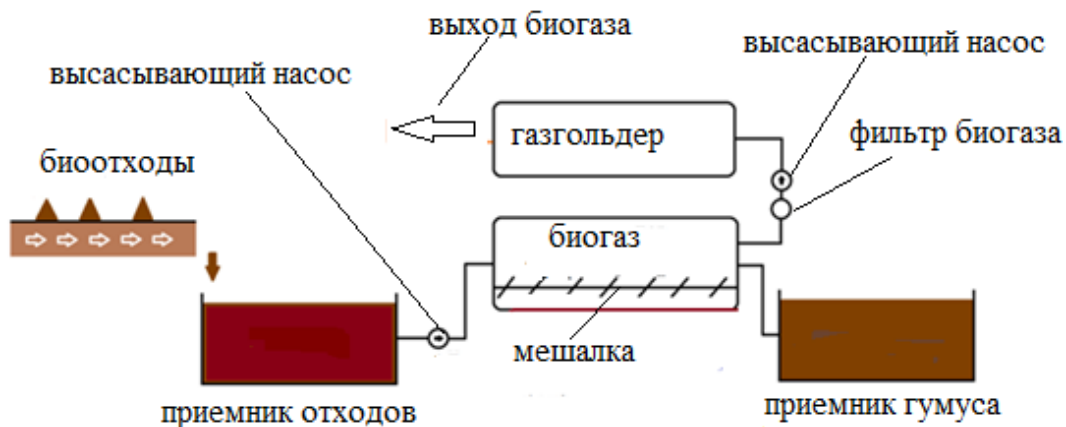 выход биогаза
высасывающий насос
высасывающий насос
газгольдер
фильтр биогаза
биоотходы
биогаз
мешалка
приемник отходов
приемник гумуса